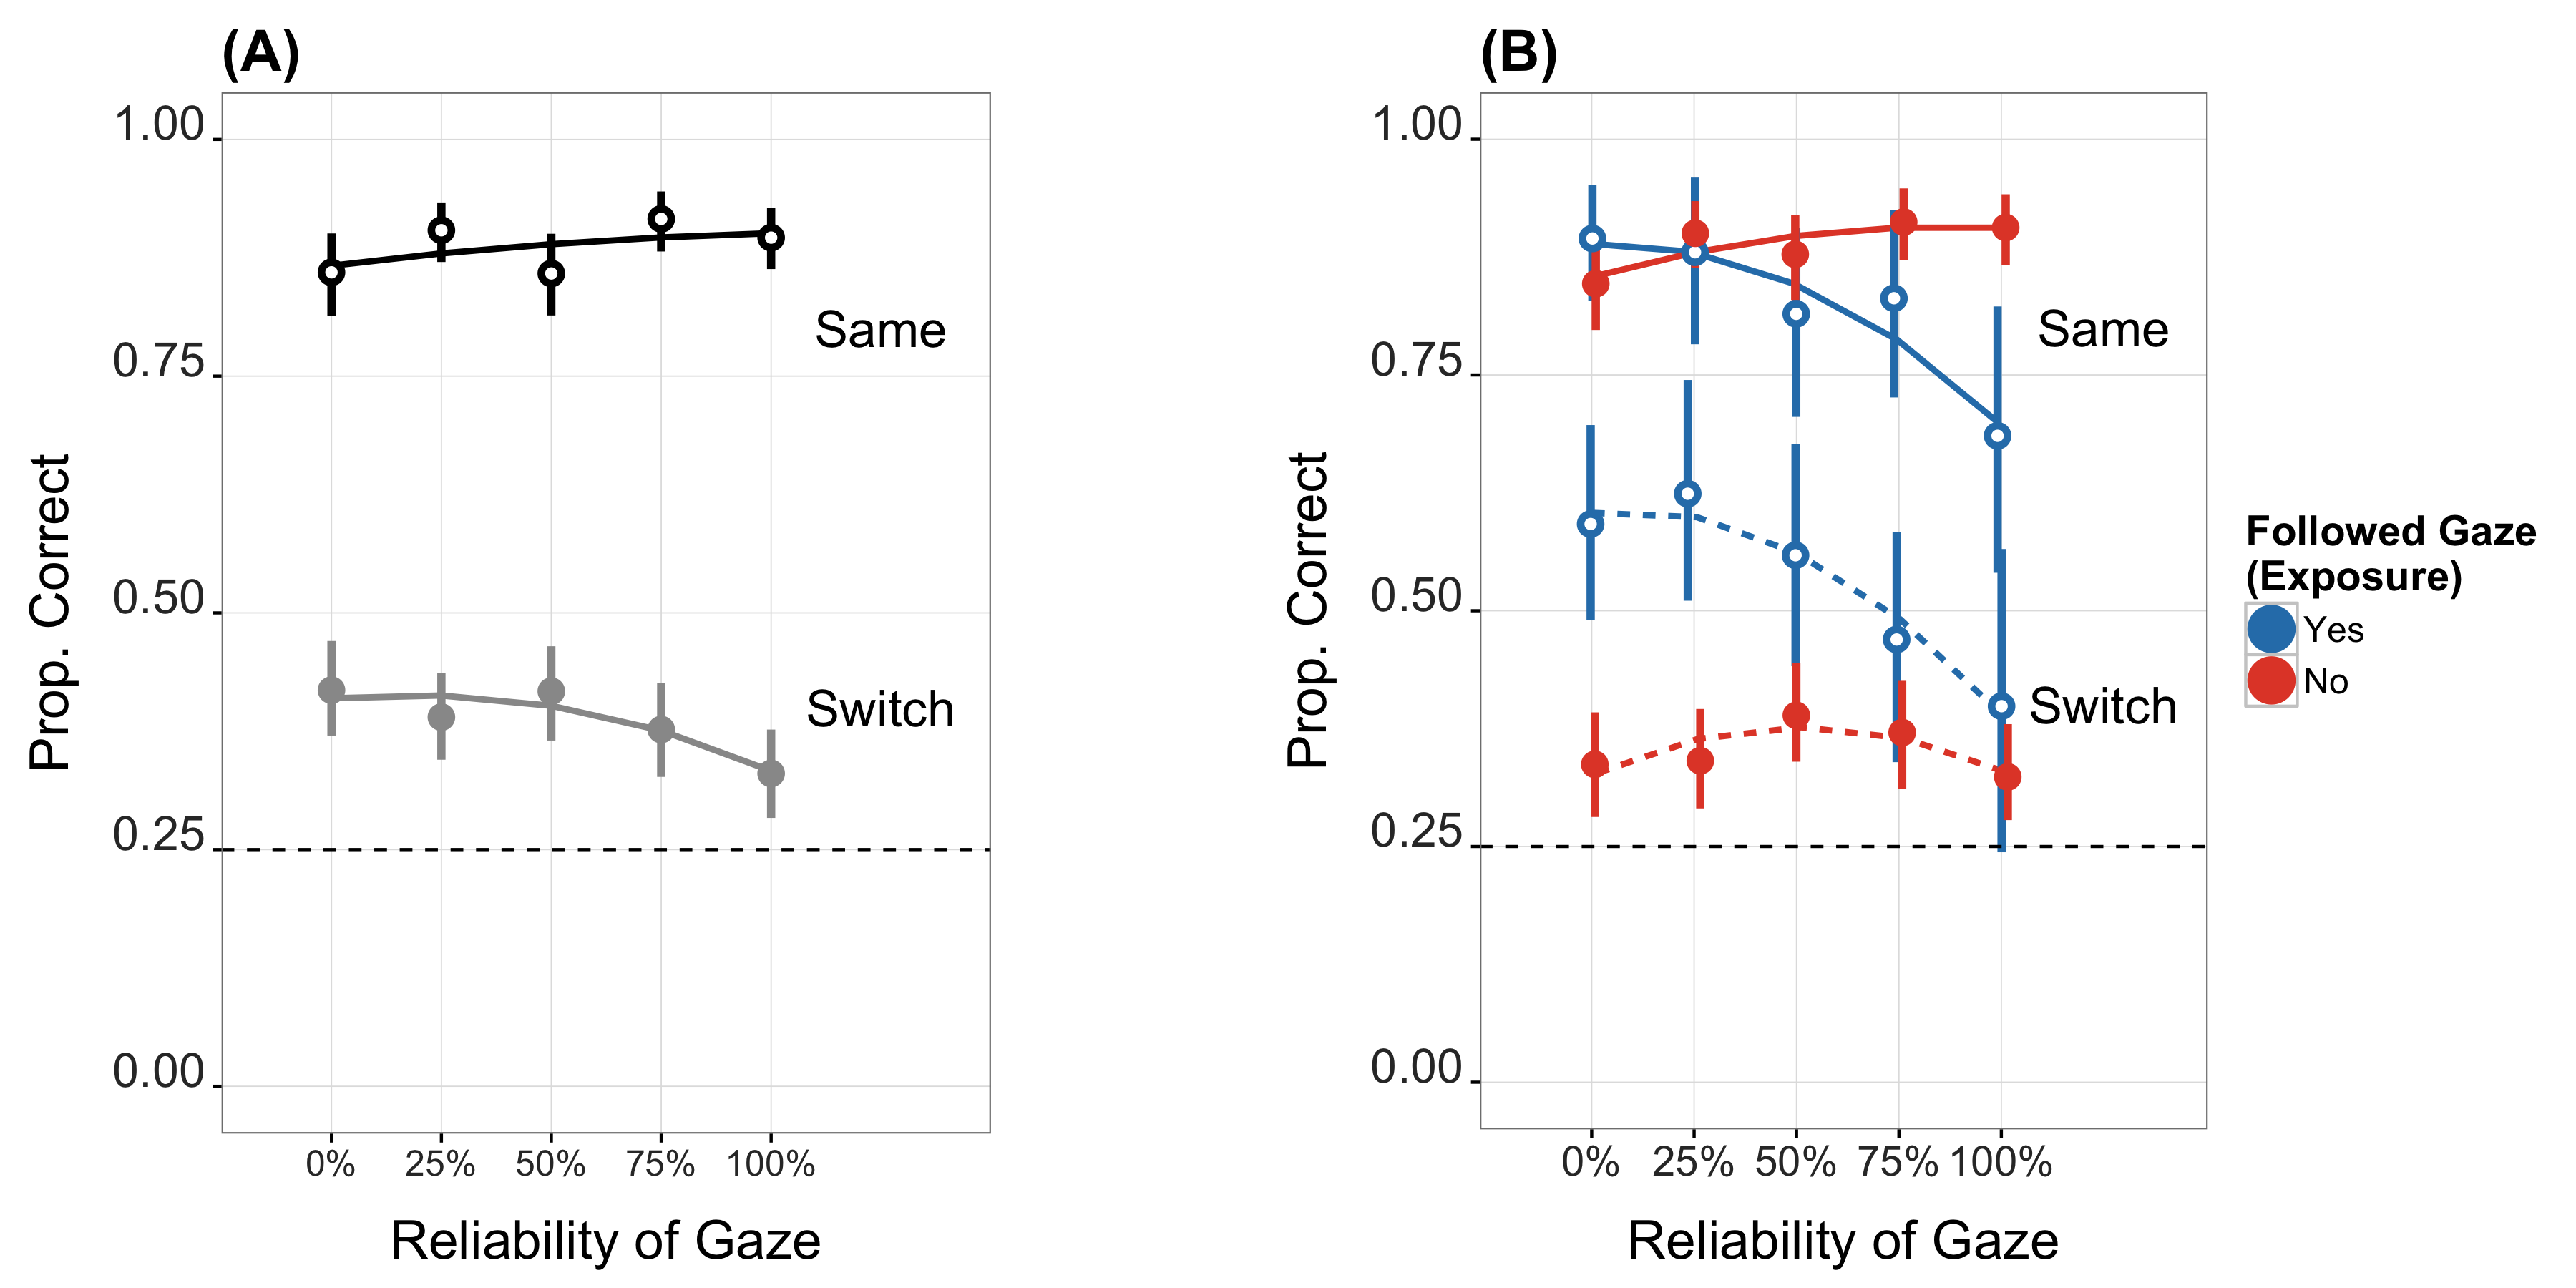 (A)
1.00
0.75
0.50
0.25
0.00
Prop. Correct
Same
Switch
0% 25% 50% 75% 100%
Reliability of Gaze
(B)
1.00
0.75
0.50
0.25
0.00
Prop. Correct
Same
Switch
0% 25% 50% 75% 100%
Reliability of Gaze
Followed Gaze
(Exposure)
Yes
No